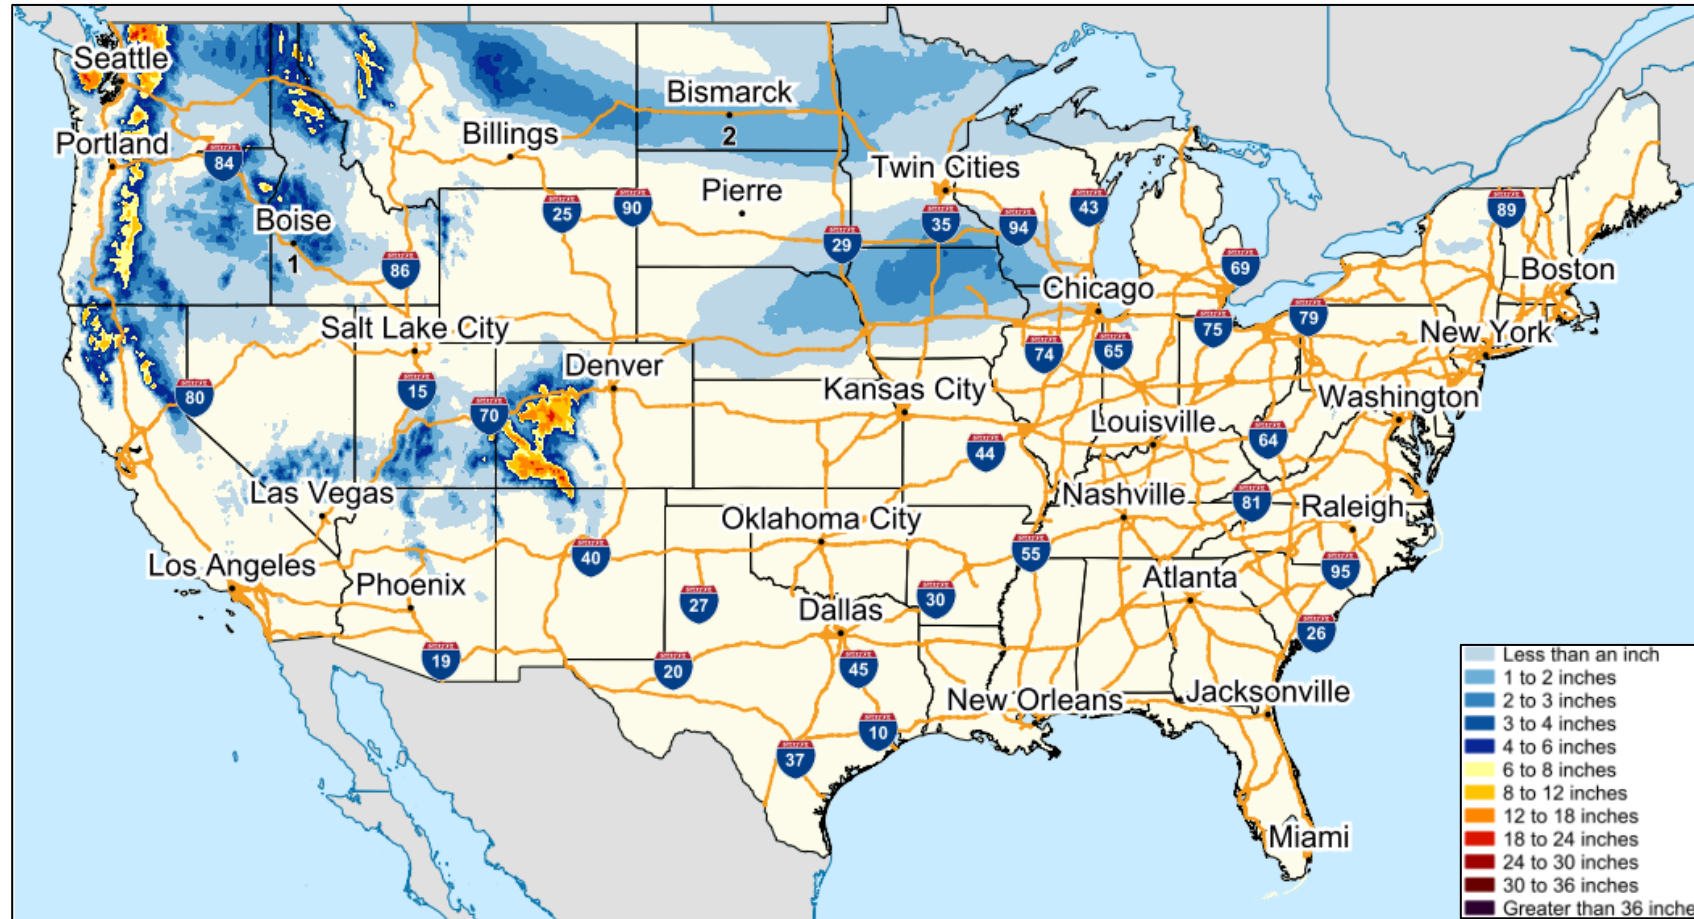 Seattle
Bismarck
2
Portland
Billings
84
Twin Cities
Pierre
25
90
43
89
Boise
1
35
94
29
86
69
Boston
Chicago
Salt Lake City
79
New York
75
Denver
74
65
15
80
Kansas City
Washington
70
Louisville
64
44
Las Vegas
Nashville
81
Raleigh
Oklahoma City
40
55
Los Angeles
Phoenix
Atlanta
95
27
30
Dallas
26
19
20
45
Less than an inch
1 to 2 inches
2 to 3 inches
3 to 4 inches
4 to 6 inches
6 to 8 inches
8 to 12 inches
12 to 18 inches
18 to 24 inches
24 to 30 inches
30 to 36 inches
Greater than 36 inche
New Orleans
Jacksonville
10
37
Miami